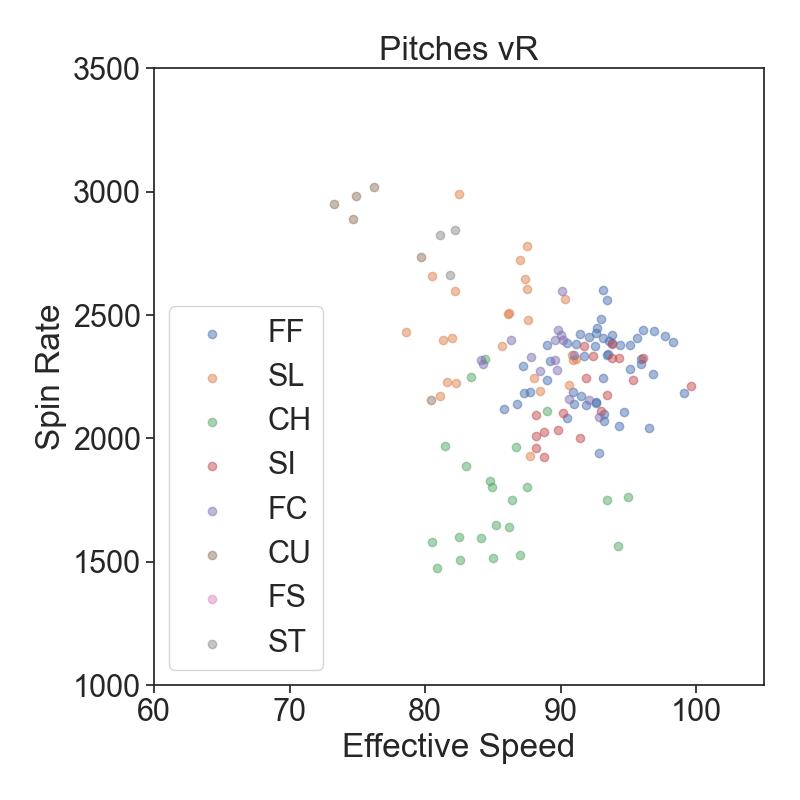 Pitches vR
3500
3000
2500
2000
1500
1000
Spin Rate
FF
SL
CH
SI
FC
CU
FS
ST
60 70 80 90 100
Effective Speed